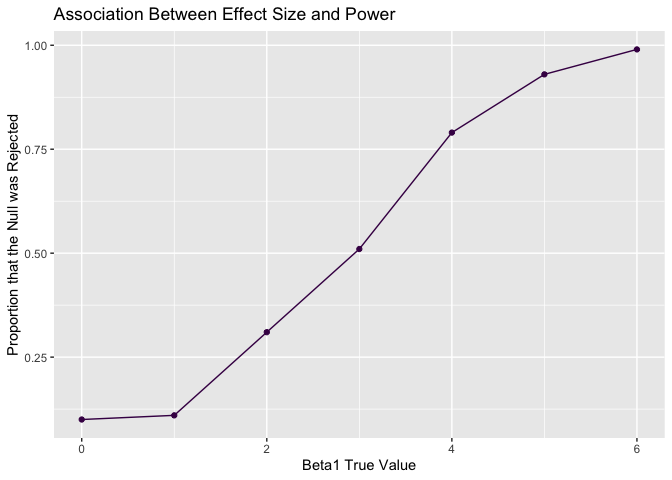 Association Between Effect Size and Power
Proportion that the Null was Rejected
1.00
0.75
0.50
0.25
0 2 4 6
Beta1 True Value